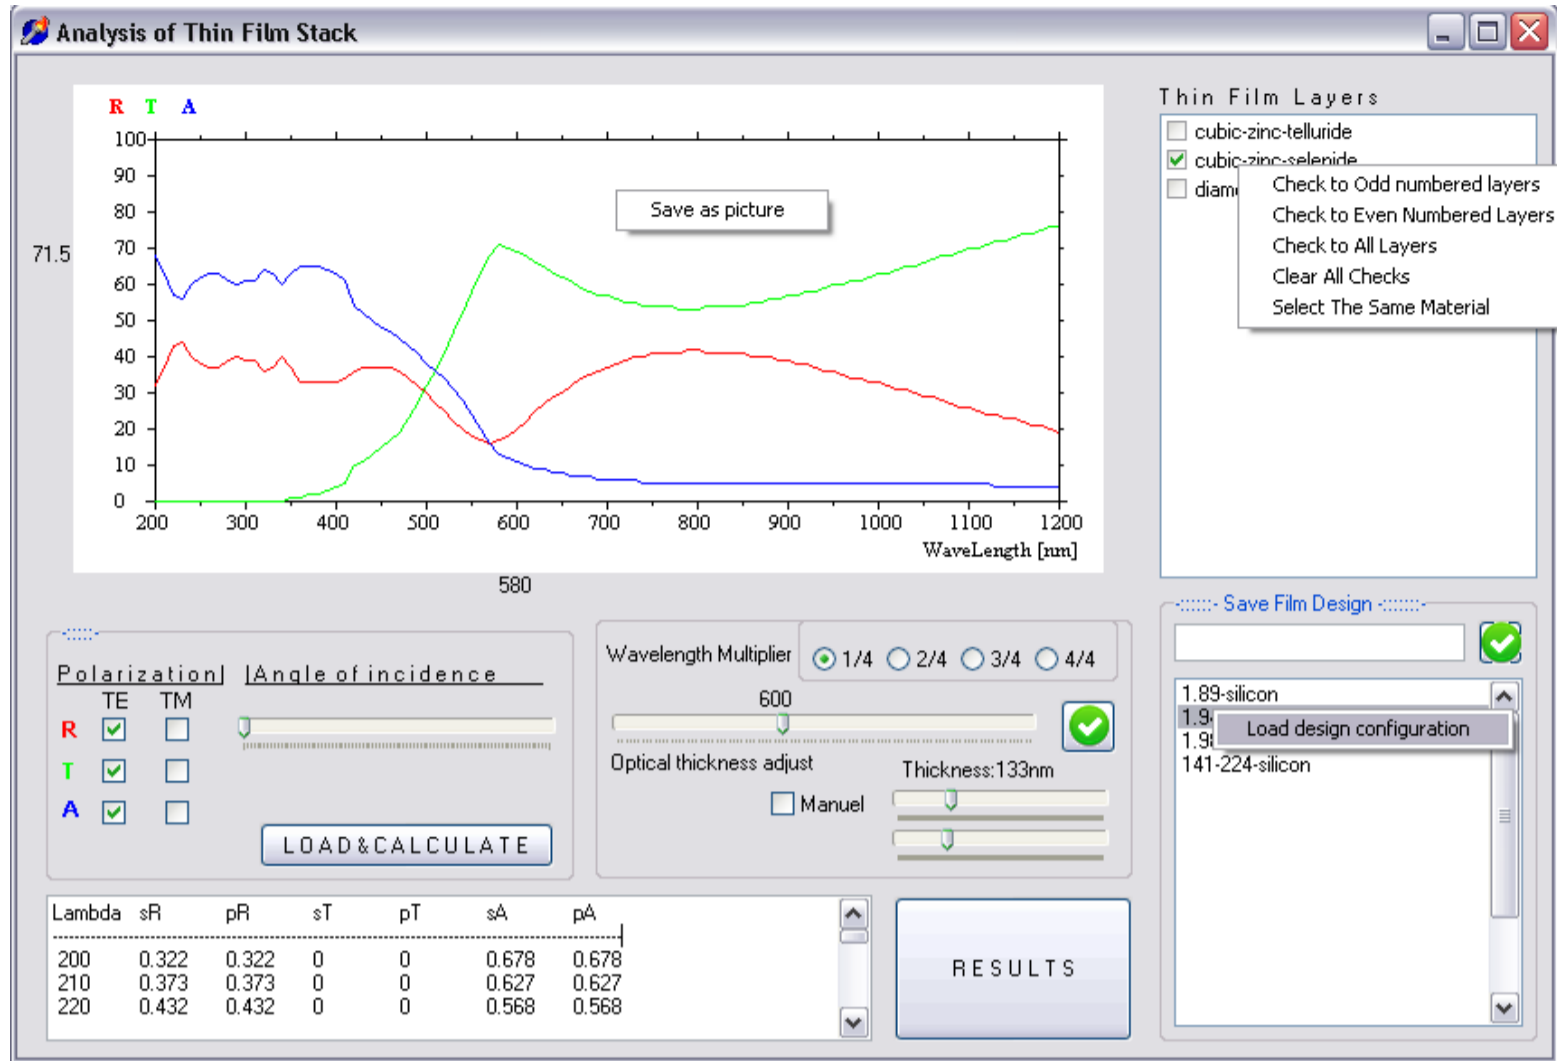 Analysis of Thin Film Stack
R T A
100
90
80
70
60
50
40
30
20
10
0
200 300 400 500 600 700 800 900 1000 1100 1200
WaveLength [nm]
71.5
580
Save as picture
Thin Film Layers
cubic-zinc-telluride
cubic-zinc-selenide
Check to Odd numbered layers
Check to Even Numbered Layers
Check to All Layers
Clear All Checks
Select The Same Material
-:::::-
Polarization| |Angle of incidence
TE TM
R
T
A
LOAD&CALCULATE
Wavelength Multiplier 1/4 2/4 3/4 4/4
600
Optical thickness adjust
Thickness:133nm
Manuel
-::::::- Save Film Design -:::::::-
1.89-silicon
Load design configuration
141-224-silicon
Lambda sR pR sT pT sA pA
200 0.322 0.322 0 0 0.678 0.678
210 0.373 0.373 0 0 0.627 0.627
220 0.432 0.432 0 0 0.568 0.568
RESULTS